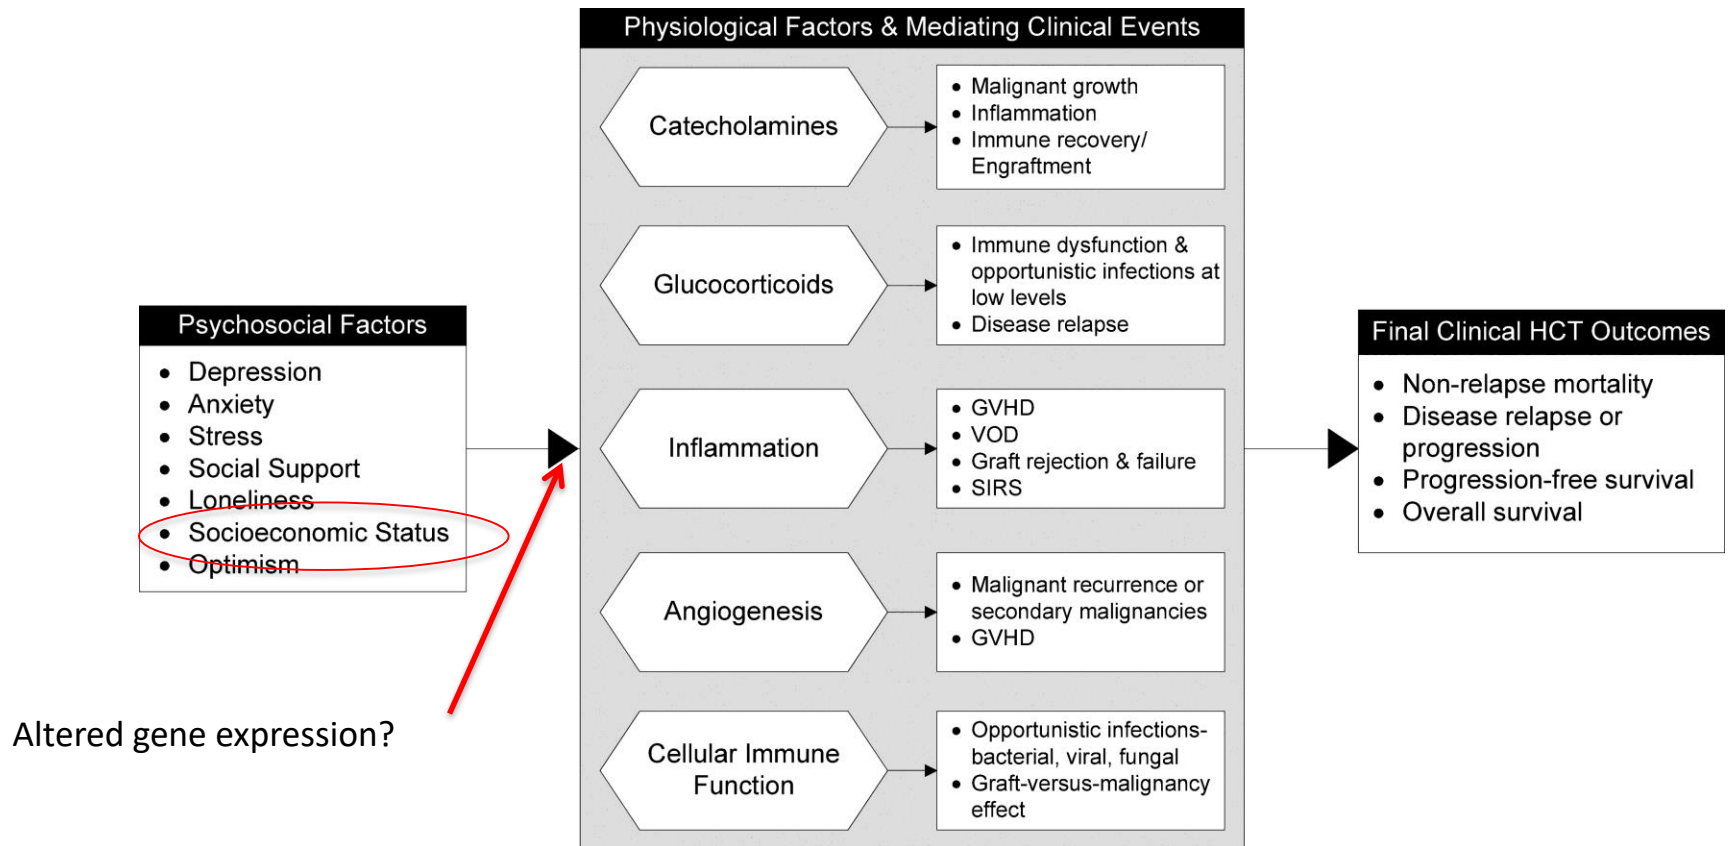 Physiological Factors & Mediating Clinical Events
Catecholamines
• Malignant growth
• Inflammation
• Immune recovery/
Engraftment
Glucocorticoids
• Immune dysfunction &
opportunistic infections at
low levels
• Disease relapse
Psychosocial Factors
• Depression
• Anxiety
• Stress
• Social Support
• Loneliness
• Socioeconomic Status
• Optimism
Inflammation
• GVHD
• VOD
• Graft rejection & failure
• SIRS
Final Clinical HCT Outcomes
• Non-relapse mortality
• Disease relapse or
progression
• Progression-free survival
• Overall survival
Angiogenesis
• Malignant recurrence or
secondary malignancies
• GVHD
Altered gene expression?
Cellular Immune
Function
• Opportunistic infections-
bacterial, viral, fungal
• Graft-versus-malignancy
effect